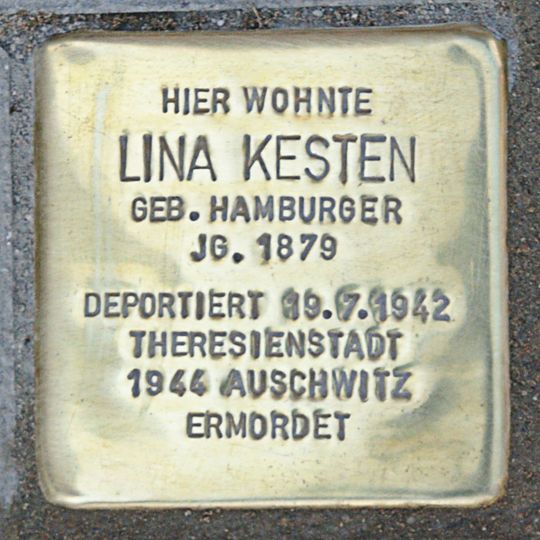 HIER WOHNTE
LINA KESTEN
GEB. HAMBURGER
JG. 1879
DEPORTIERT 19.7.1942
THERESIENSTADT
1944 AUSCHWITZ
ERMORDET